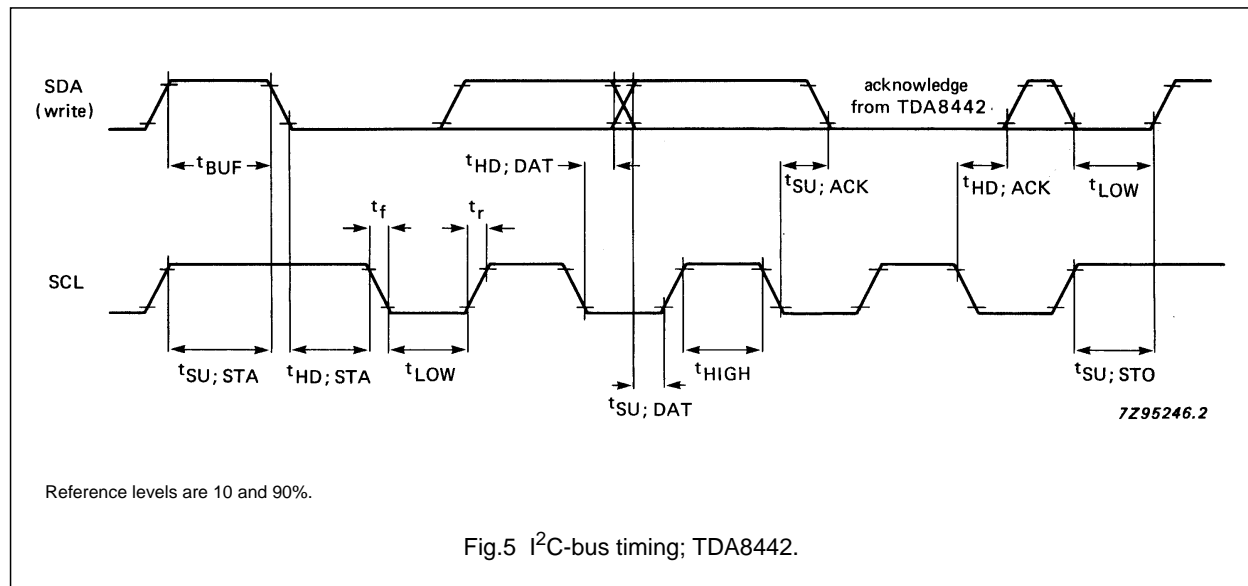 SDA
(write)
acknowledge
from TDA8442
tBUF
tHD; DAT
tSU; ACK
tHD; ACK
tLOW
tf
tr
SCL
tSU; STA
tHD; STA
tLOW
tHIGH
tSU; STO
tSU; DAT
7Z95246.2
Reference levels are 10 and 90%.
Fig.5 I2C-bus timing; TDA8442.